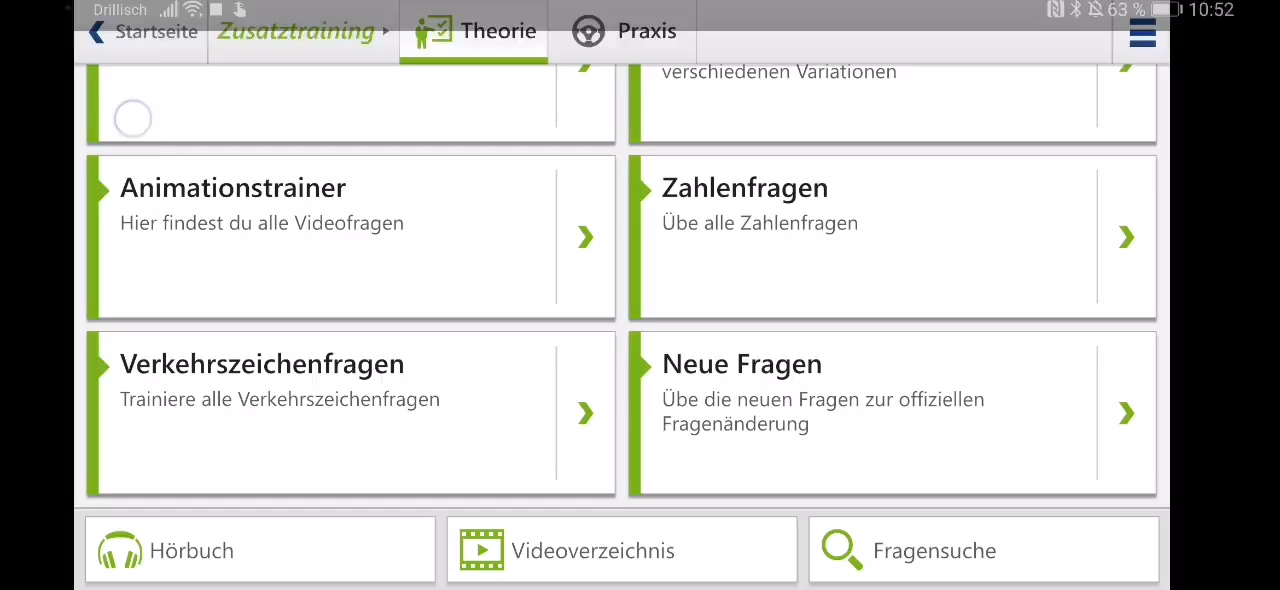 Drillisch 63 % 10:52
Startseite Zusatztraining Theorie Praxis
verschiedenen Variationen
Animationstrainer
Hier findest du alle Videofragen
Zahlenfragen
Übe alle Zahlenfragen
Verkehrszeichenfragen
Trainiere alle Verkehrszeichenfragen
Neue Fragen
Übe die neuen Fragen zur offiziellen
Fragenänderung
Hörbuch Videoverzeichnis Fragensuche